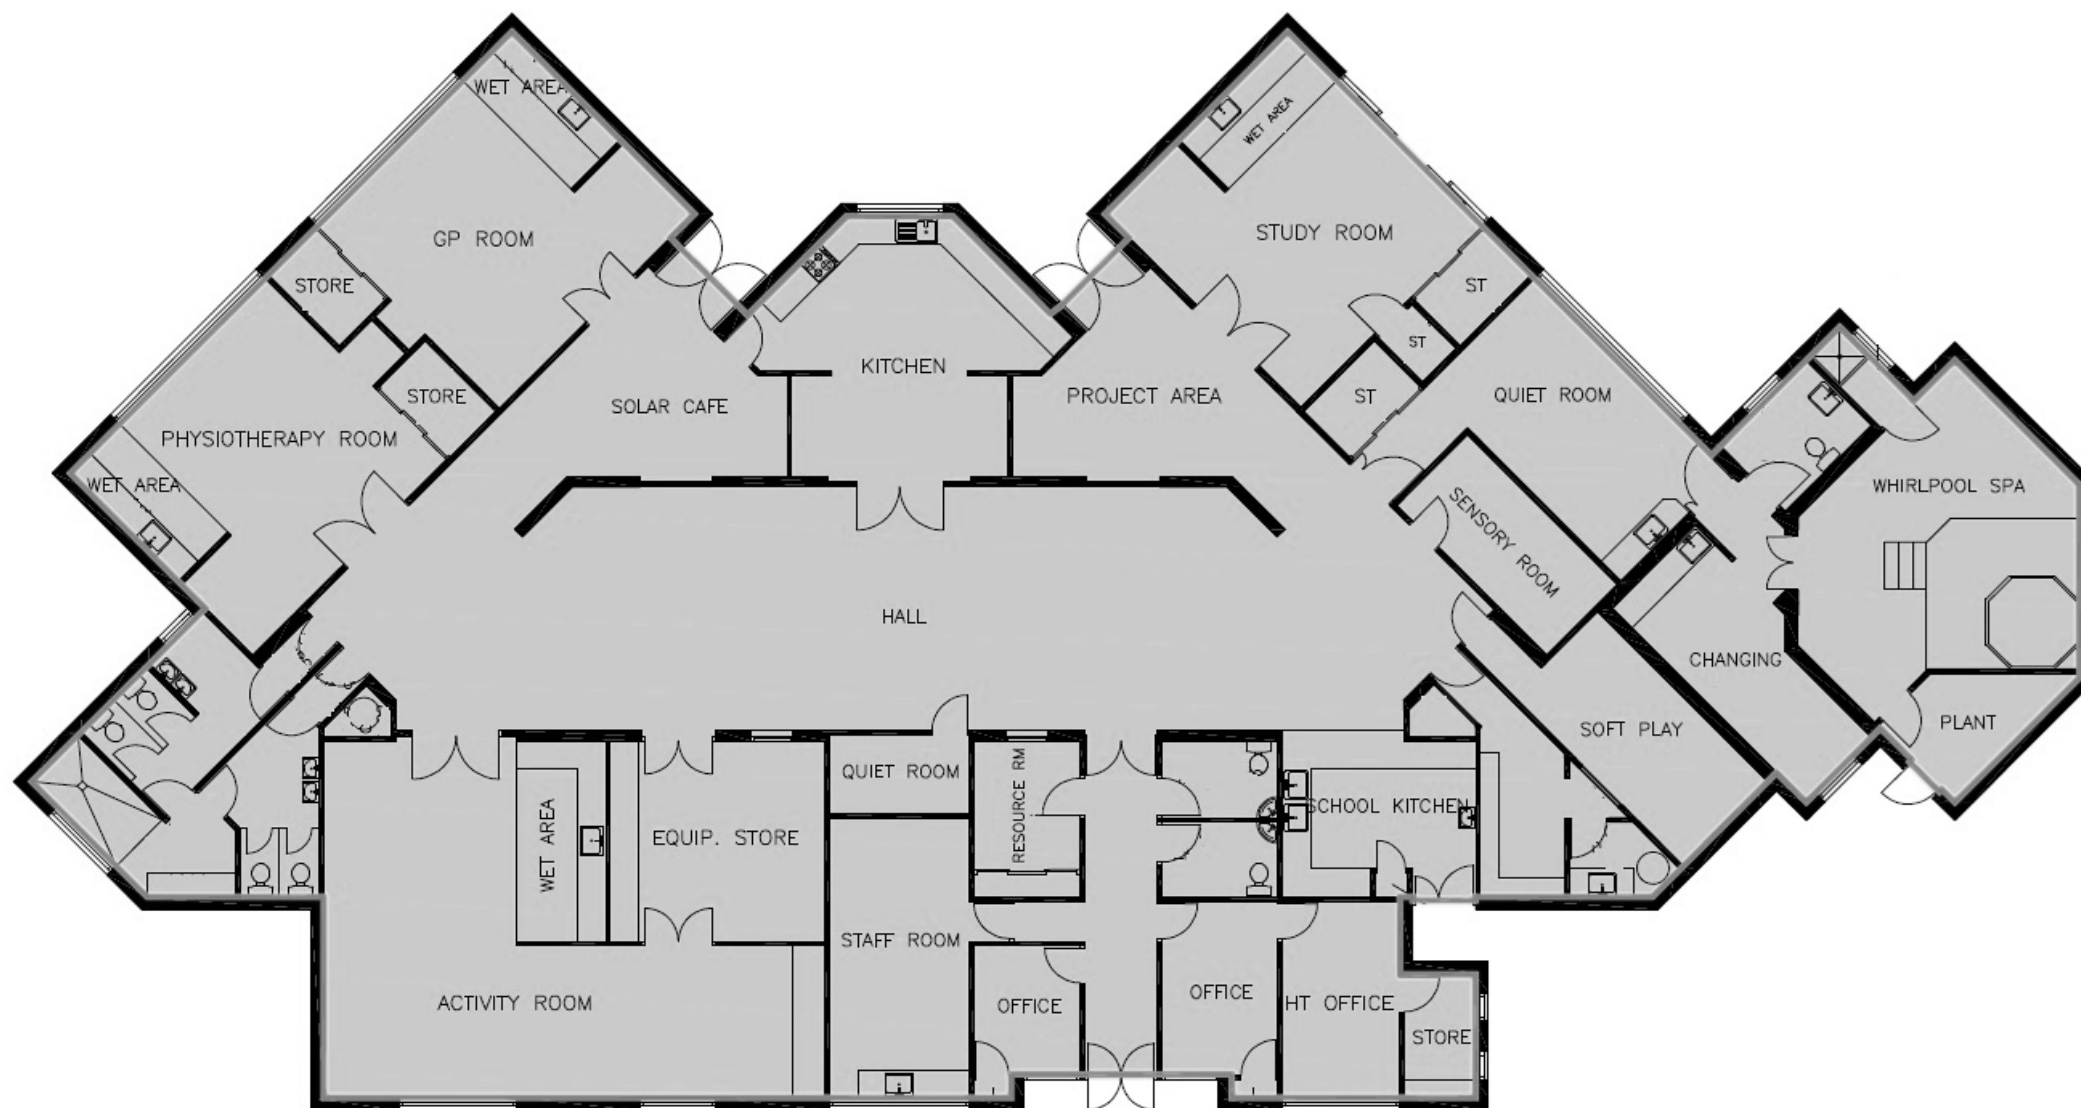 WET AREA
GP ROOM
STORE
STORE
PHYSIOTHERAPY ROOM
WET AREA
SOLAR CAFE
KITCHEN
PROJECT AREA
WET AREA
STUDY ROOM
ST
ST
ST
QUIET ROOM
SENSORY ROOM
WHIRLPOOL SPA
HALL
CHANGING
SOFT PLAY
PLANT
QUIET ROOM
RESOURCE RM
SCHOOL KITCHEN
WET AREA
EQUIP. STORE
STAFF ROOM
ACTIVITY ROOM
OFFICE
OFFICE
HT OFFICE
STORE